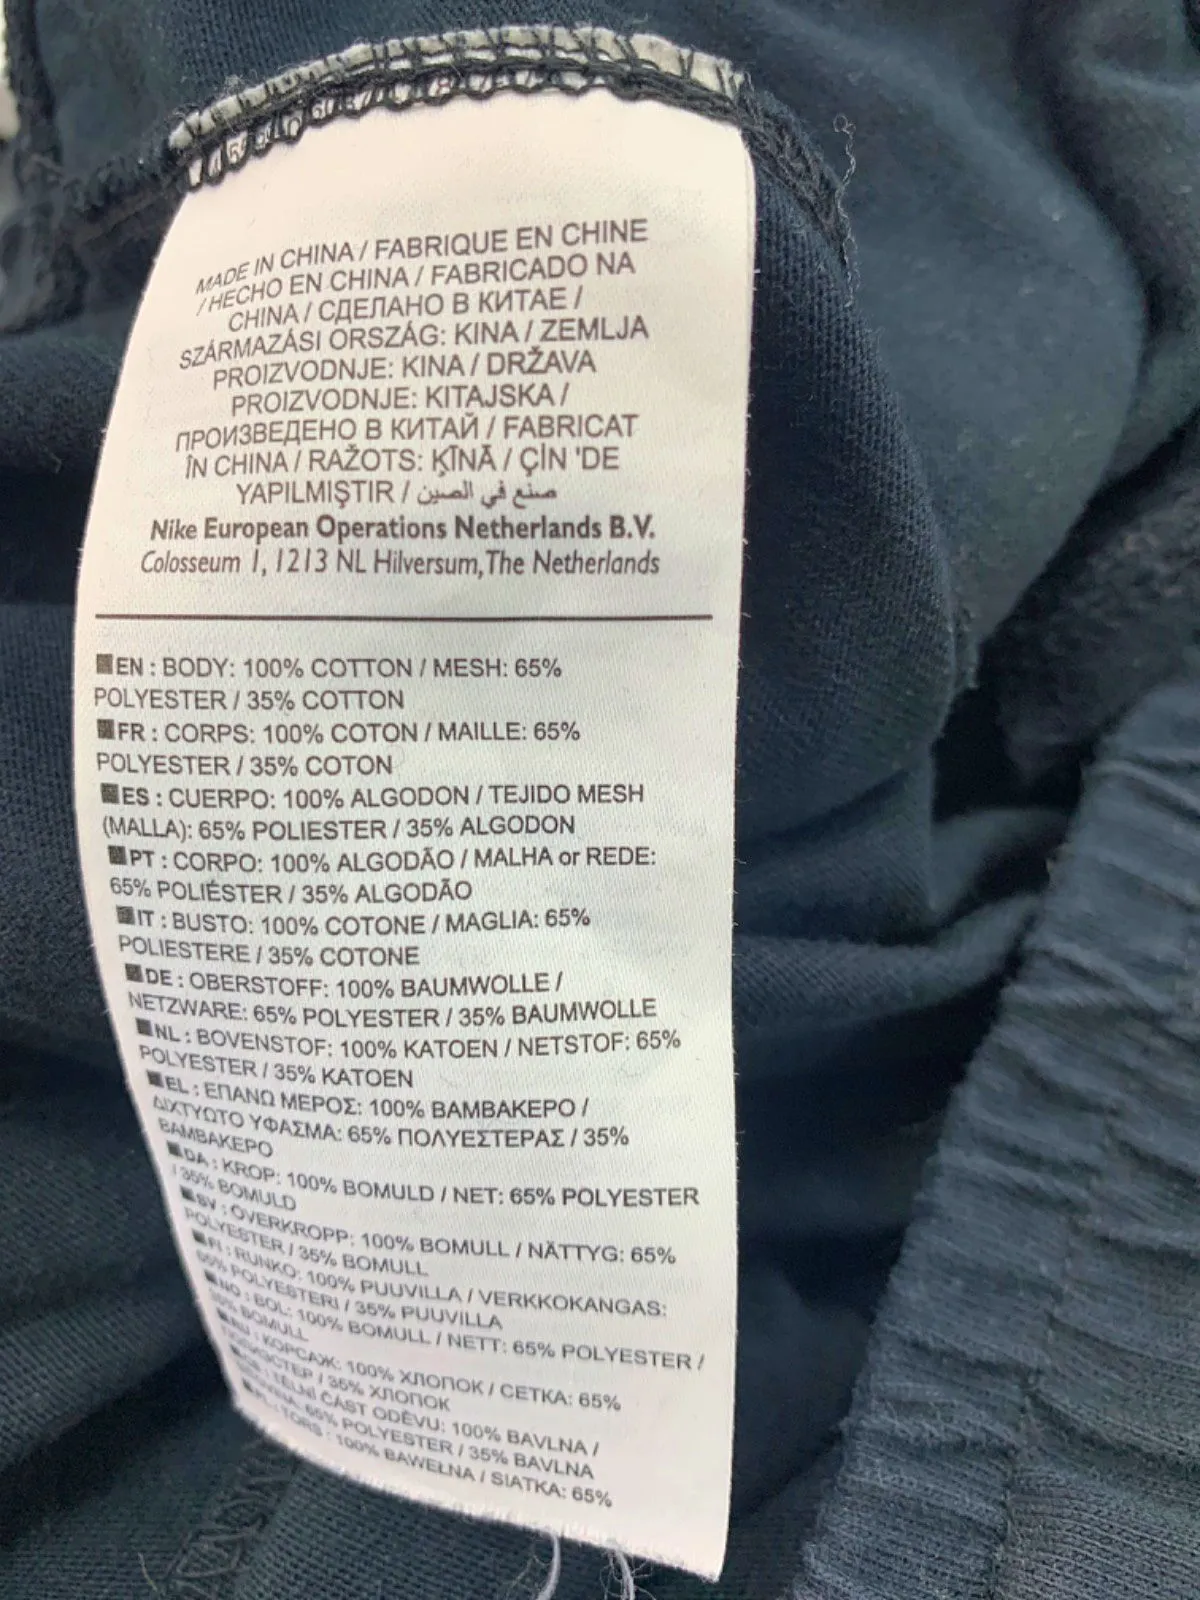 MADE IN CHINA / FABRIQUE EN CHINE
/ HECHO EN CHINA / FABRICADO NA
CHINA / СДЕЛАНО В КИТАЕ /
SZÁRMAZÁSI ORSZÁG: KINA / ZEMLJA
PROIZVODNJE: KINA / DRŽAVA
PROIZVODNJE: KITAJSKA /
ПРОИЗВЕДЕНО В КИТАЙ / FABRICAT
ÎN CHINA / RAŽOTS: ĶĪNĀ / ÇİN 'DE
YAPILMIŞTIR / صنع في الصين
Nike European Operations Netherlands B.V.
Colosseum 1, 1213 NL Hilversum, The Netherlands
EN : BODY: 100% COTTON / MESH: 65%
POLYESTER / 35% COTTON
FR : CORPS: 100% COTON / MAILLE: 65%
POLYESTER / 35% COTON
ES : CUERPO: 100% ALGODON / TEJIDO MESH
(MALLA): 65% POLIESTER / 35% ALGODON
PT : CORPO: 100% ALGODÃO / MALHA or REDE:
65% POLIÉSTER / 35% ALGODÃO
IT : BUSTO: 100% COTONE / MAGLIA: 65%
POLIESTERE / 35% COTONE
DE : OBERSTOFF: 100% BAUMWOLLE /
NETZWARE: 65% POLYESTER / 35% BAUMWOLLE
NL : BOVENSTOF: 100% KATOEN / NETSTOF: 65%
POLYESTER / 35% KATOEN
EL : ΕΠΑΝΩ ΜΕΡΟΣ: 100% ΒΑΜΒΑΚΕΡΟ /
ΔΙΧΤΥΩΤΟ ΥΦΑΣΜΑ: 65% ΠΟΛΥΕΣΤΕΡΑΣ / 35%
ΒΑΜΒΑΚΕΡΟ
DA : KROP: 100% BOMULD / NET: 65% POLYESTER
/ 35% BOMULD
SV : OVERKROPP: 100% BOMULL / NÄTTYG: 65%
POLYESTER / 35% BOMULL
FI : RUNKO: 100% PUUVILLA / VERKKOKANGAS:
65% POLYESTERI / 35% PUUVILLA
NO : BOL: 100% BOMULL / NETT: 65% POLYESTER /
35% BOMULL
RU : КОРСАЖ: 100% ХЛОПОК / СЕТКА: 65%
ПОЛИЭСТЕР / 35% ХЛОПОК
TĚLNÍ ČÁST ODĚVU: 100% BAVLNA /
65% POLYESTER / 35% BAVLNA
TORS : 100% BAWEŁNA / SIATKA: 65%